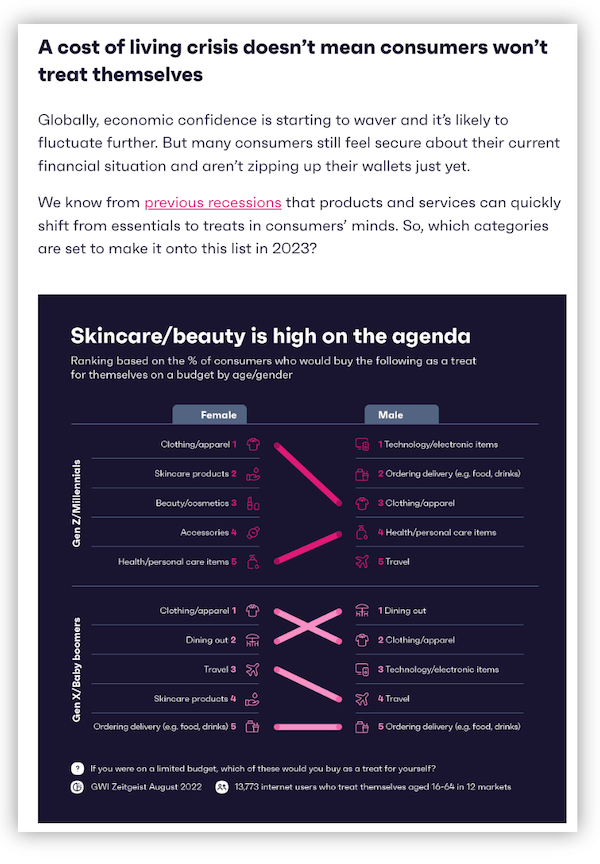 A cost of living crisis doesn’t mean consumers won’t
treat themselves
Globally, economic confidence is starting to waver and it’s likely to
fluctuate further. But many consumers still feel secure about their current
financial situation and aren’t zipping up their wallets just yet.
We know from previous recessions that products and services can quickly
shift from essentials to treats in consumers’ minds. So, which categories
are set to make it onto this list in 2023?
Skincare/beauty is high on the agenda
Ranking based on the % of consumers who would buy the following as a treat
for themselves on a budget by age/gender
Female
Male
Gen Z/Millennials
Clothing/apparel 1
1 Technology/electronic items
Skincare products 2
2 Ordering delivery (e.g. food, drinks)
Beauty/cosmetics 3
3 Clothing/apparel
Accessories 4
4 Health/personal care items
Health/personal care items 5
5 Travel
Gen X/Baby boomers
Clothing/apparel 1
1 Dining out
Dining out 2
2 Clothing/apparel
Travel 3
3 Technology/electronic items
Skincare products 4
4 Travel
Ordering delivery (e.g. food, drinks) 5
5 Ordering delivery (e.g. food, drinks)
? If you were on a limited budget, which of these would you buy as a treat for yourself?
GWI Zeitgeist August 2022 13,773 internet users who treat themselves aged 16-64 in 12 markets